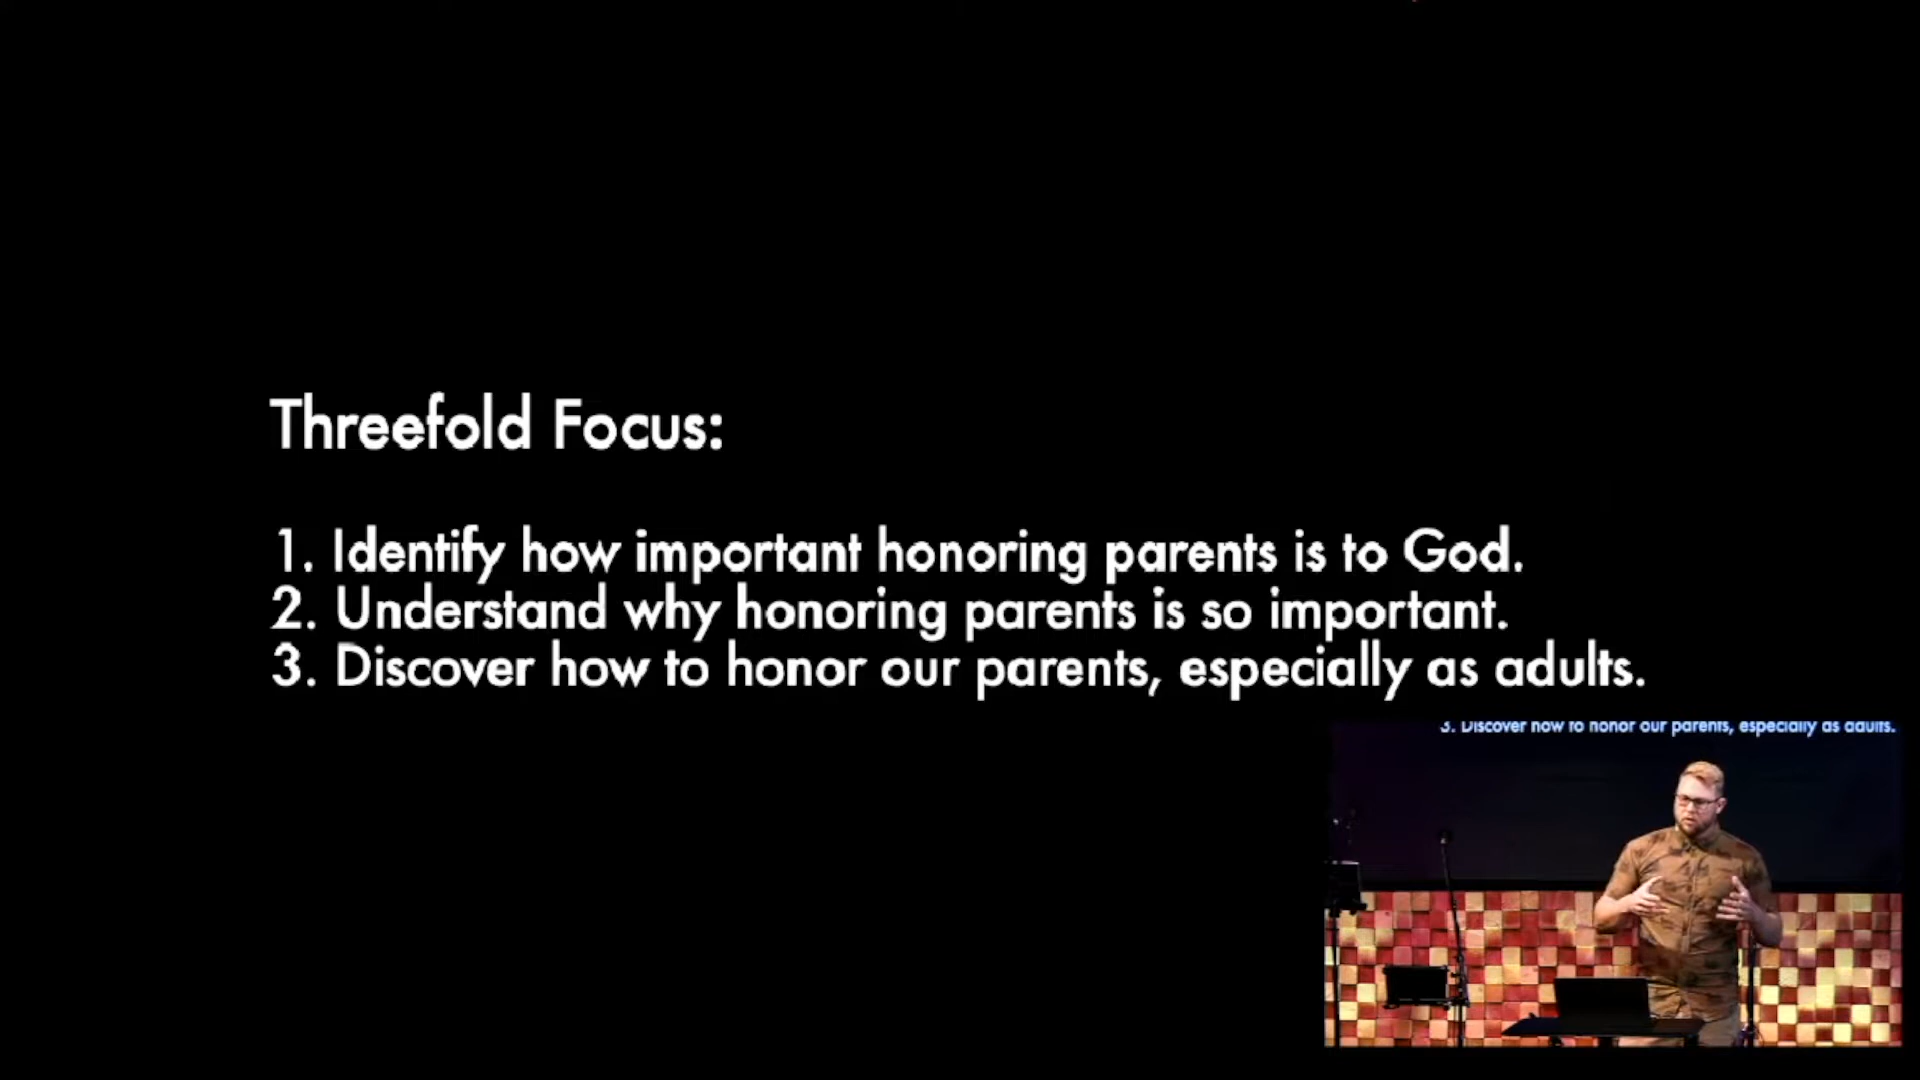 Threefold Focus:
1. Identify how important honoring parents is to God.
2. Understand why honoring parents is so important.
3. Discover how to honor our parents, especially as adults.
3. Discover how to honor our parents, especially as adults.